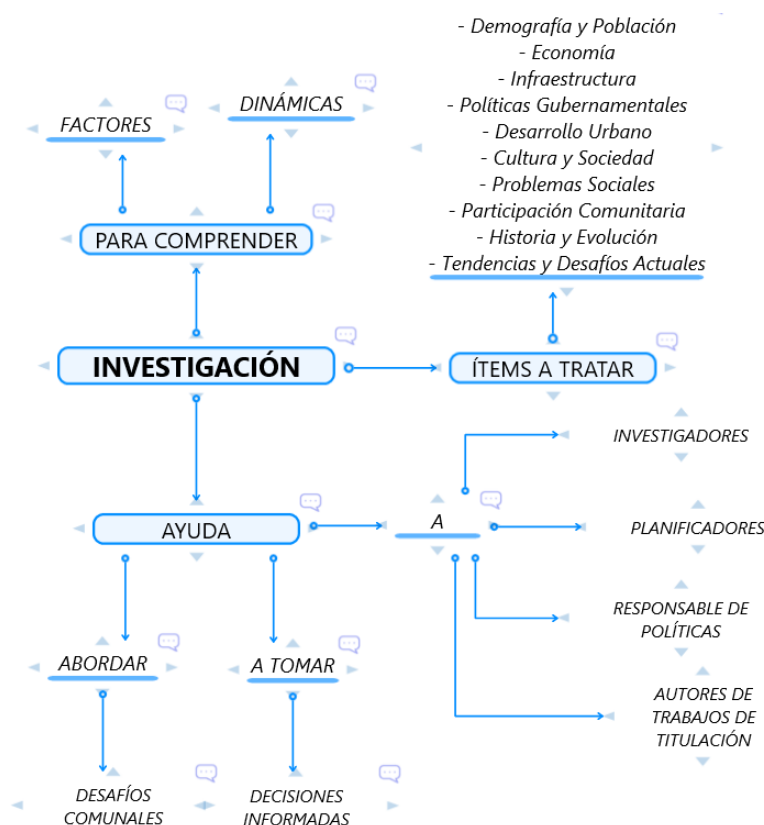 - Demografía y Población
- Economía
- Infraestructura
- Políticas Gubernamentales
- Desarrollo Urbano
- Cultura y Sociedad
- Problemas Sociales
- Participación Comunitaria
- Historia y Evolución
- Tendencias y Desafíos Actuales
FACTORES
DINÁMICAS
PARA COMPRENDER
INVESTIGACIÓN
ÍTEMS A TRATAR
AYUDA
A
INVESTIGADORES
PLANIFICADORES
RESPONSABLE DE
POLÍTICAS
AUTORES DE
TRABAJOS DE
TITULACIÓN
ABORDAR
A TOMAR
DESAFÍOS
COMUNALES
DECISIONES
INFORMADAS